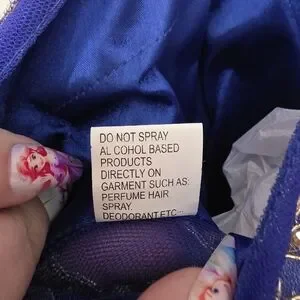 DO NOT SPRAY
AL COHOL BASED
PRODUCTS
DIRECTLY ON
GARMENT SUCH AS:
PERFUME HAIR
SPRAY.
DEODORANT ETC...